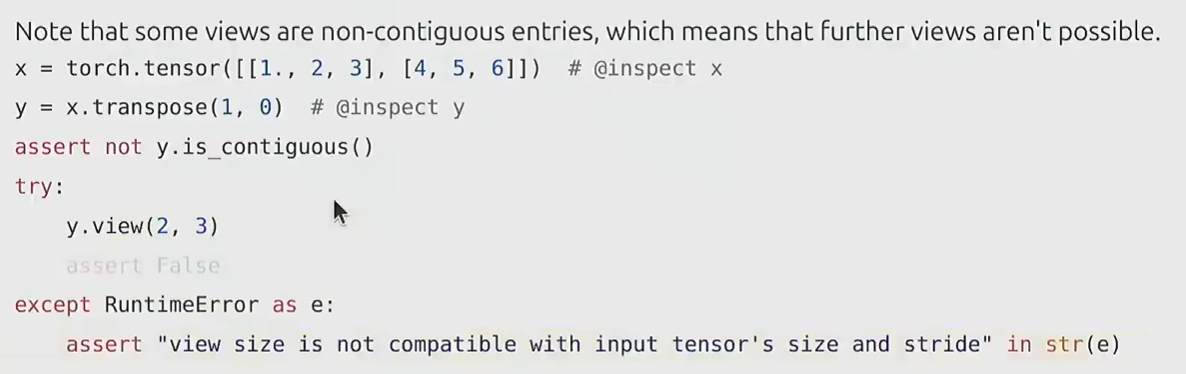 Note that some views are non-contiguous entries, which means that further views aren't possible.
x = torch.tensor([[1., 2, 3], [4, 5, 6]])  # @inspect x
y = x.transpose(1, 0)  # @inspect y
assert not y.is_contiguous()
try:
    y.view(2, 3)
    assert False
except RuntimeError as e:
    assert "view size is not compatible with input tensor's size and stride" in str(e)